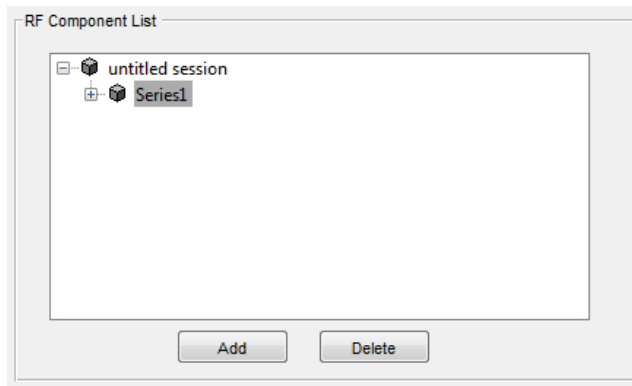 RF Component List
untitled session
Series1
Add Delete